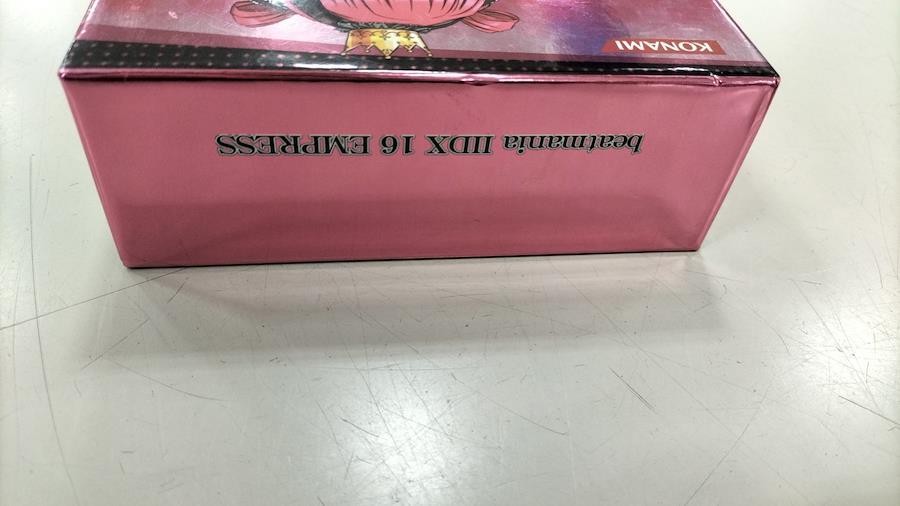 KONAMI
beatmania IIDX 16 EMPRESS